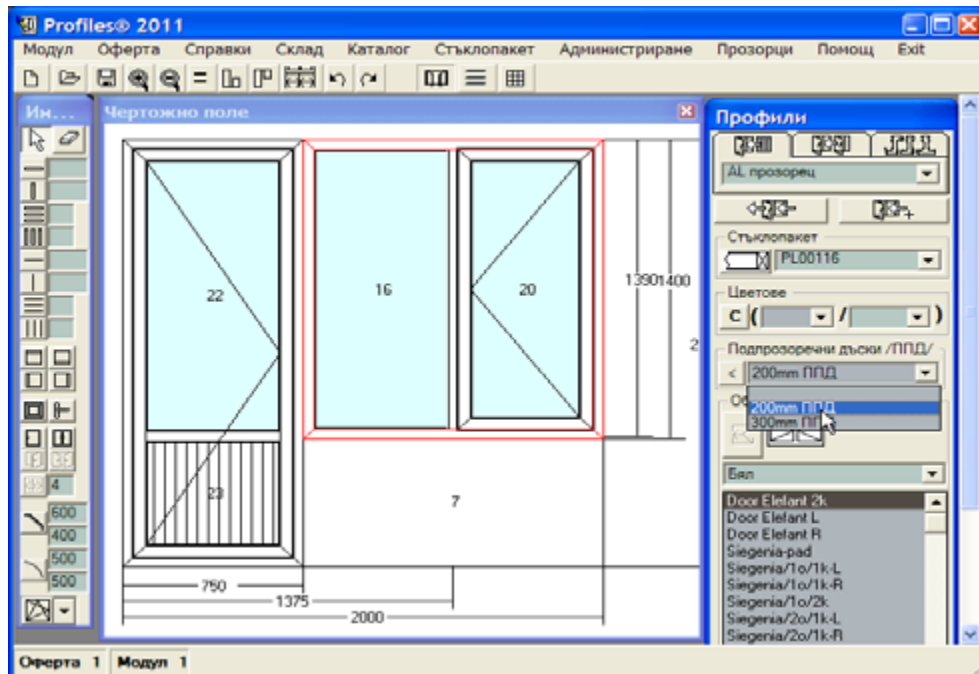 Profiles® 2011
Модул Оферта Справки Склад Каталог Стъклопакет Администриране Прозорци Помощ Exit
Ин...
4
600
400
500
500
Чертожно поле
22
16
20
23
7
1390
1400
2
750
1375
2000
Профили
AL прозорец
Стъклопакет
PL00116
Цветове
C ( / )
Подпрозоречни дъски /ППД/
< 200mm ППД
200mm ППД
300mm
Бял
Door Elefant 2k
Door Elefant L
Door Elefant R
Siegenia-pad
Siegenia/1o/1k-L
Siegenia/1o/1k-R
Siegenia/1o/2k
Siegenia/2o/1k-L
Siegenia/2o/1k-R
Оферта 1 Модул 1